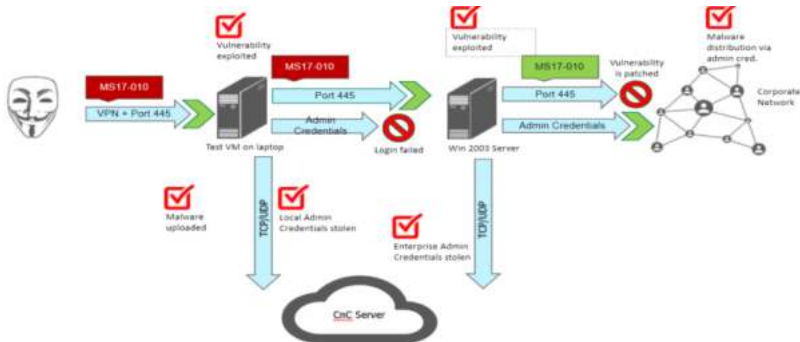 Vulnerability
exploited
MS17-010
VPN + Port 445
Test VM on laptop
MS17-010
Port 445
Admin
Credentials
Login failed
Vulnerability
exploited
Win 2003 Server
MS17-010
Port 445
Vulnerability
is patched
Admin Credentials
Malware
distribution via
admin cred.
Corporate
Network
Malware
uploaded
TCP/UDP
Local Admin
Credentials stolen
Enterprise Admin
Credentials stolen
TCP/UDP
CnC Server